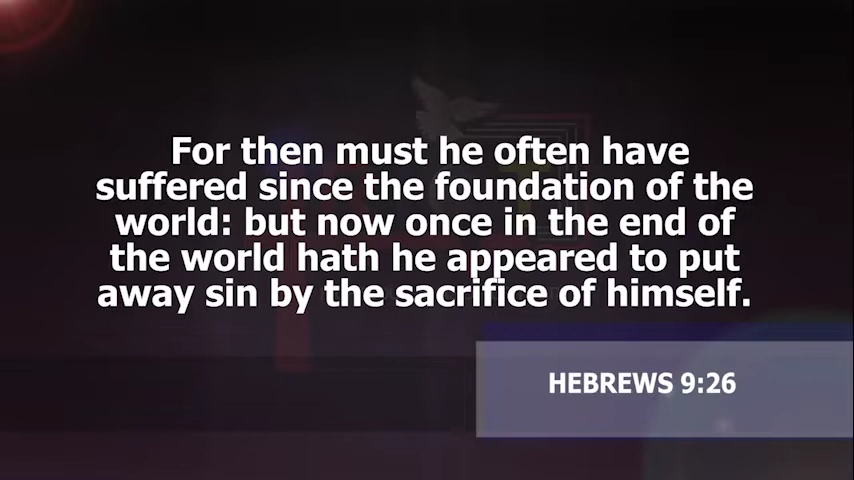 For then must he often have
suffered since the foundation of the
world: but now once in the end of
the world hath he appeared to put
away sin by the sacrifice of himself.
HEBREWS 9:26